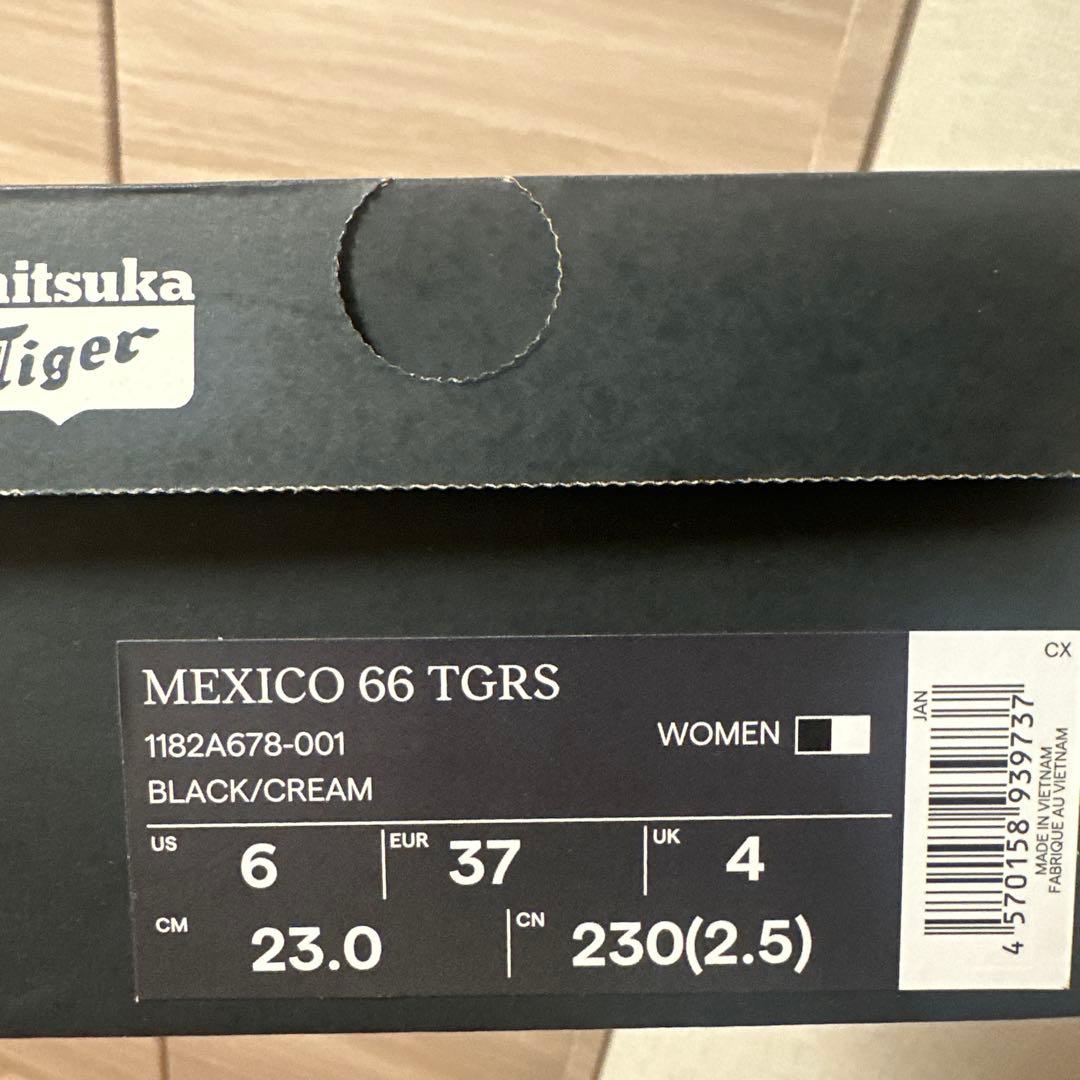 nitsuka
Tiger
MEXICO 66 TGRS
1182A678-001
BLACK/CREAM
WOMEN
US 6
EUR 37
UK 4
CM 23.0
CN 230(2.5)
CX
JAN
4 570158 939737
MADE IN VIETNAM
FABRIQUE AU VIETNAM